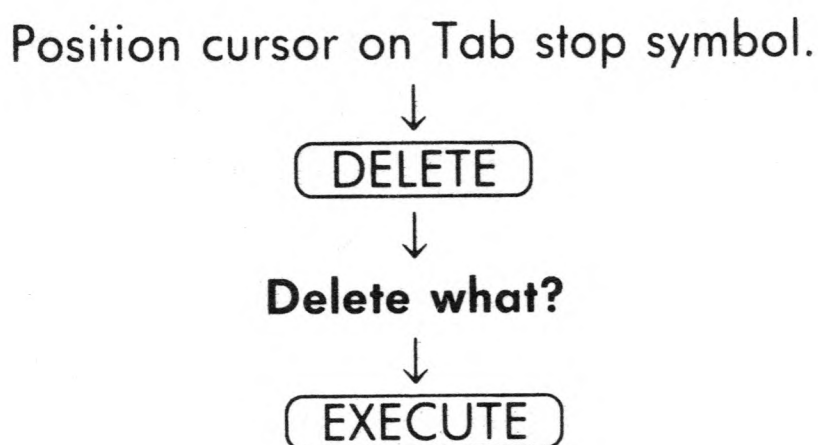 Position cursor on Tab stop symbol.
DELETE
Delete what?
EXECUTE